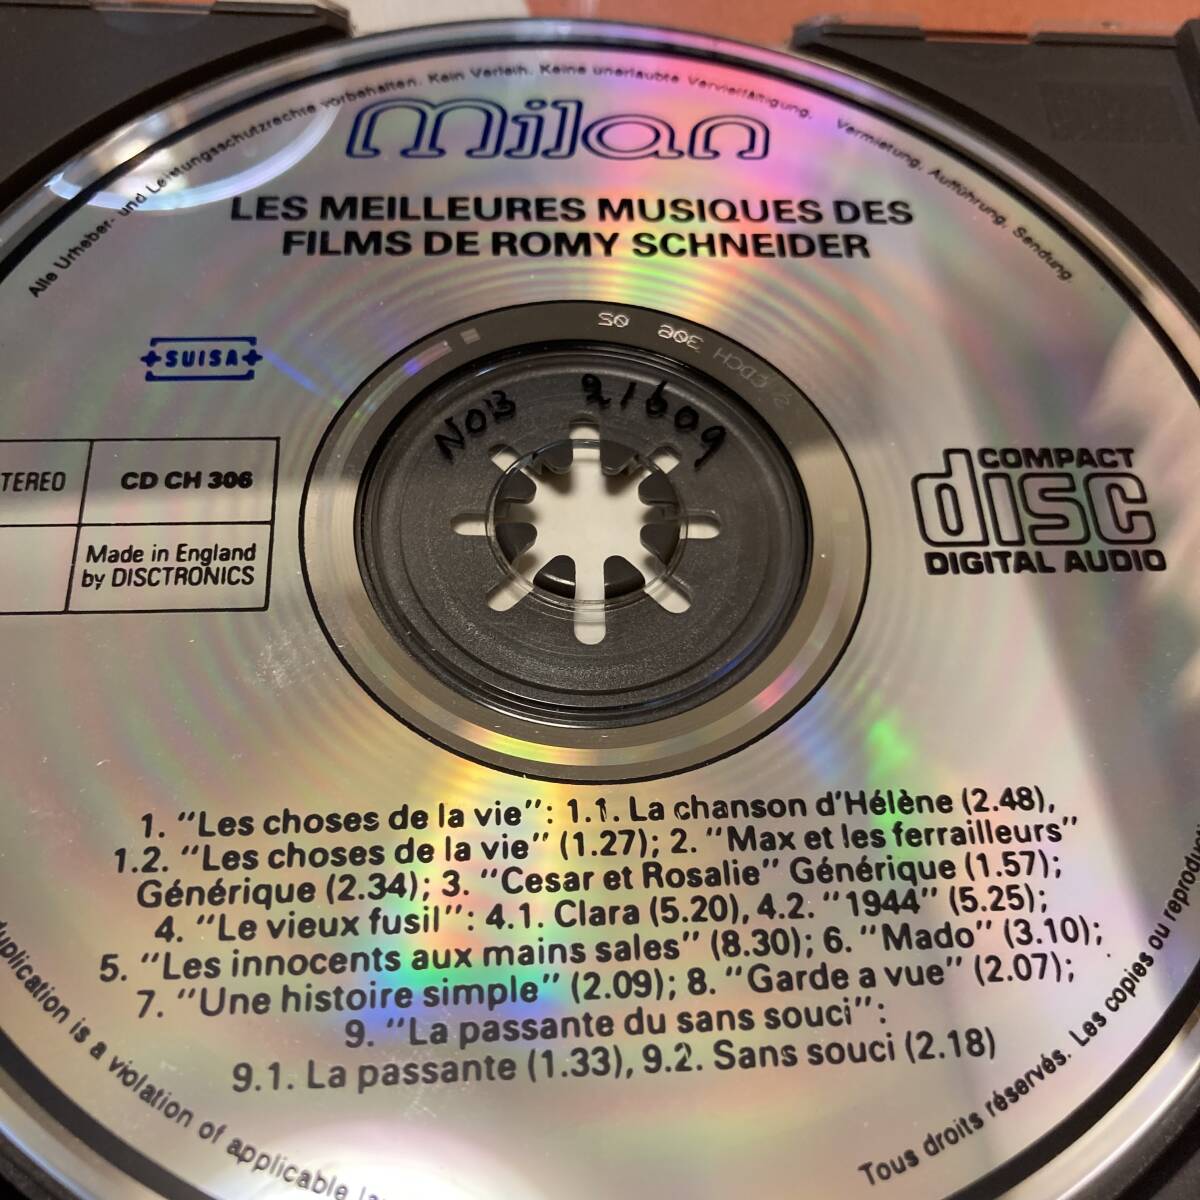 Alle Urheber- und Leistungsschutzrechte vorbehalten. Kein Verleih. Keine unerlaubte Vervielfältigung. Vermietung. Aufführung. Sendung.
milan
LES MEILLEURES MUSIQUES DES
FILMS DE ROMY SCHNEIDER
SUISA
CDCH 306 02
NOB 21609
TEREO
CD CH 306
Made in England
by DISCTRONICS
COMPACT
disc
DIGITAL AUDIO
1. "Les choses de la vie": 1.1. La chanson d'Hélène (2.48),
1.2. "Les choses de la vie" (1.27); 2. "Max et les ferrailleurs"
Générique (2.34); 3. "Cesar et Rosalie" Générique (1.57);
4. "Le vieux fusil": 4.1. Clara (5.20), 4.2. "1944" (5.25);
5. "Les innocents aux mains sales" (8.30); 6. "Mado" (3.10);
7. "Une histoire simple" (2.09); 8. "Garde a vue" (2.07);
9. "La passante du sans souci":
9.1. La passante (1.33), 9.2. Sans souci (2.18)
duplication is a violation of applicable
Tous droits réservés. Les copies ou reproduc